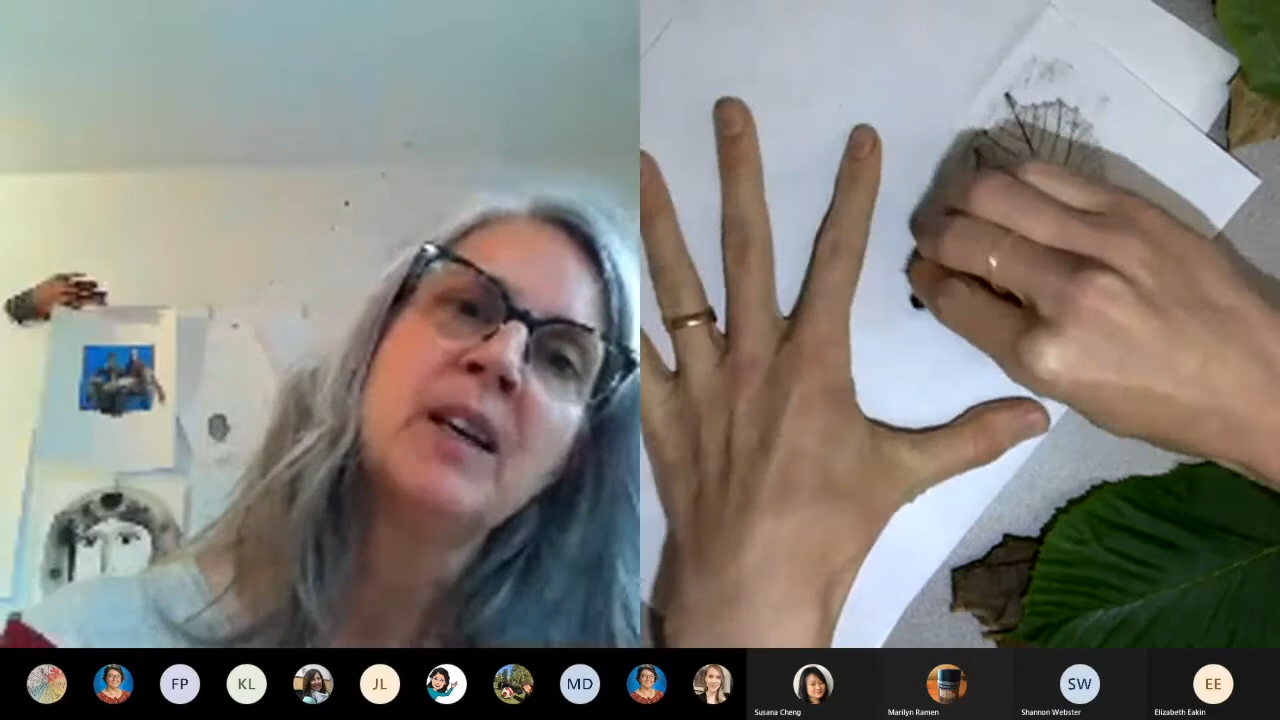 FP
KL
JL
MD
SW
EE
Susana Cheng
Marilyn Ramen
Shannon Webster
Elizabeth Eakin